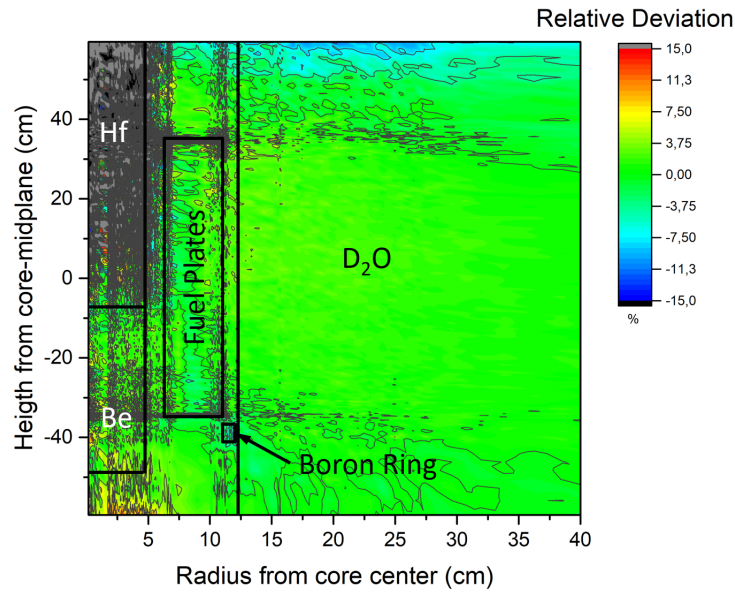 Relative Deviation
15,0
11,3
7,50
3,75
0,00
-3,75
-7,50
-11,3
-15,0
%
Heigth from core-midplane (cm)
40
20
0
-20
-40
Hf
Be
Fuel Plates
D₂O
Boron Ring
5
10
15
20
25
30
35
40
Radius from core center (cm)